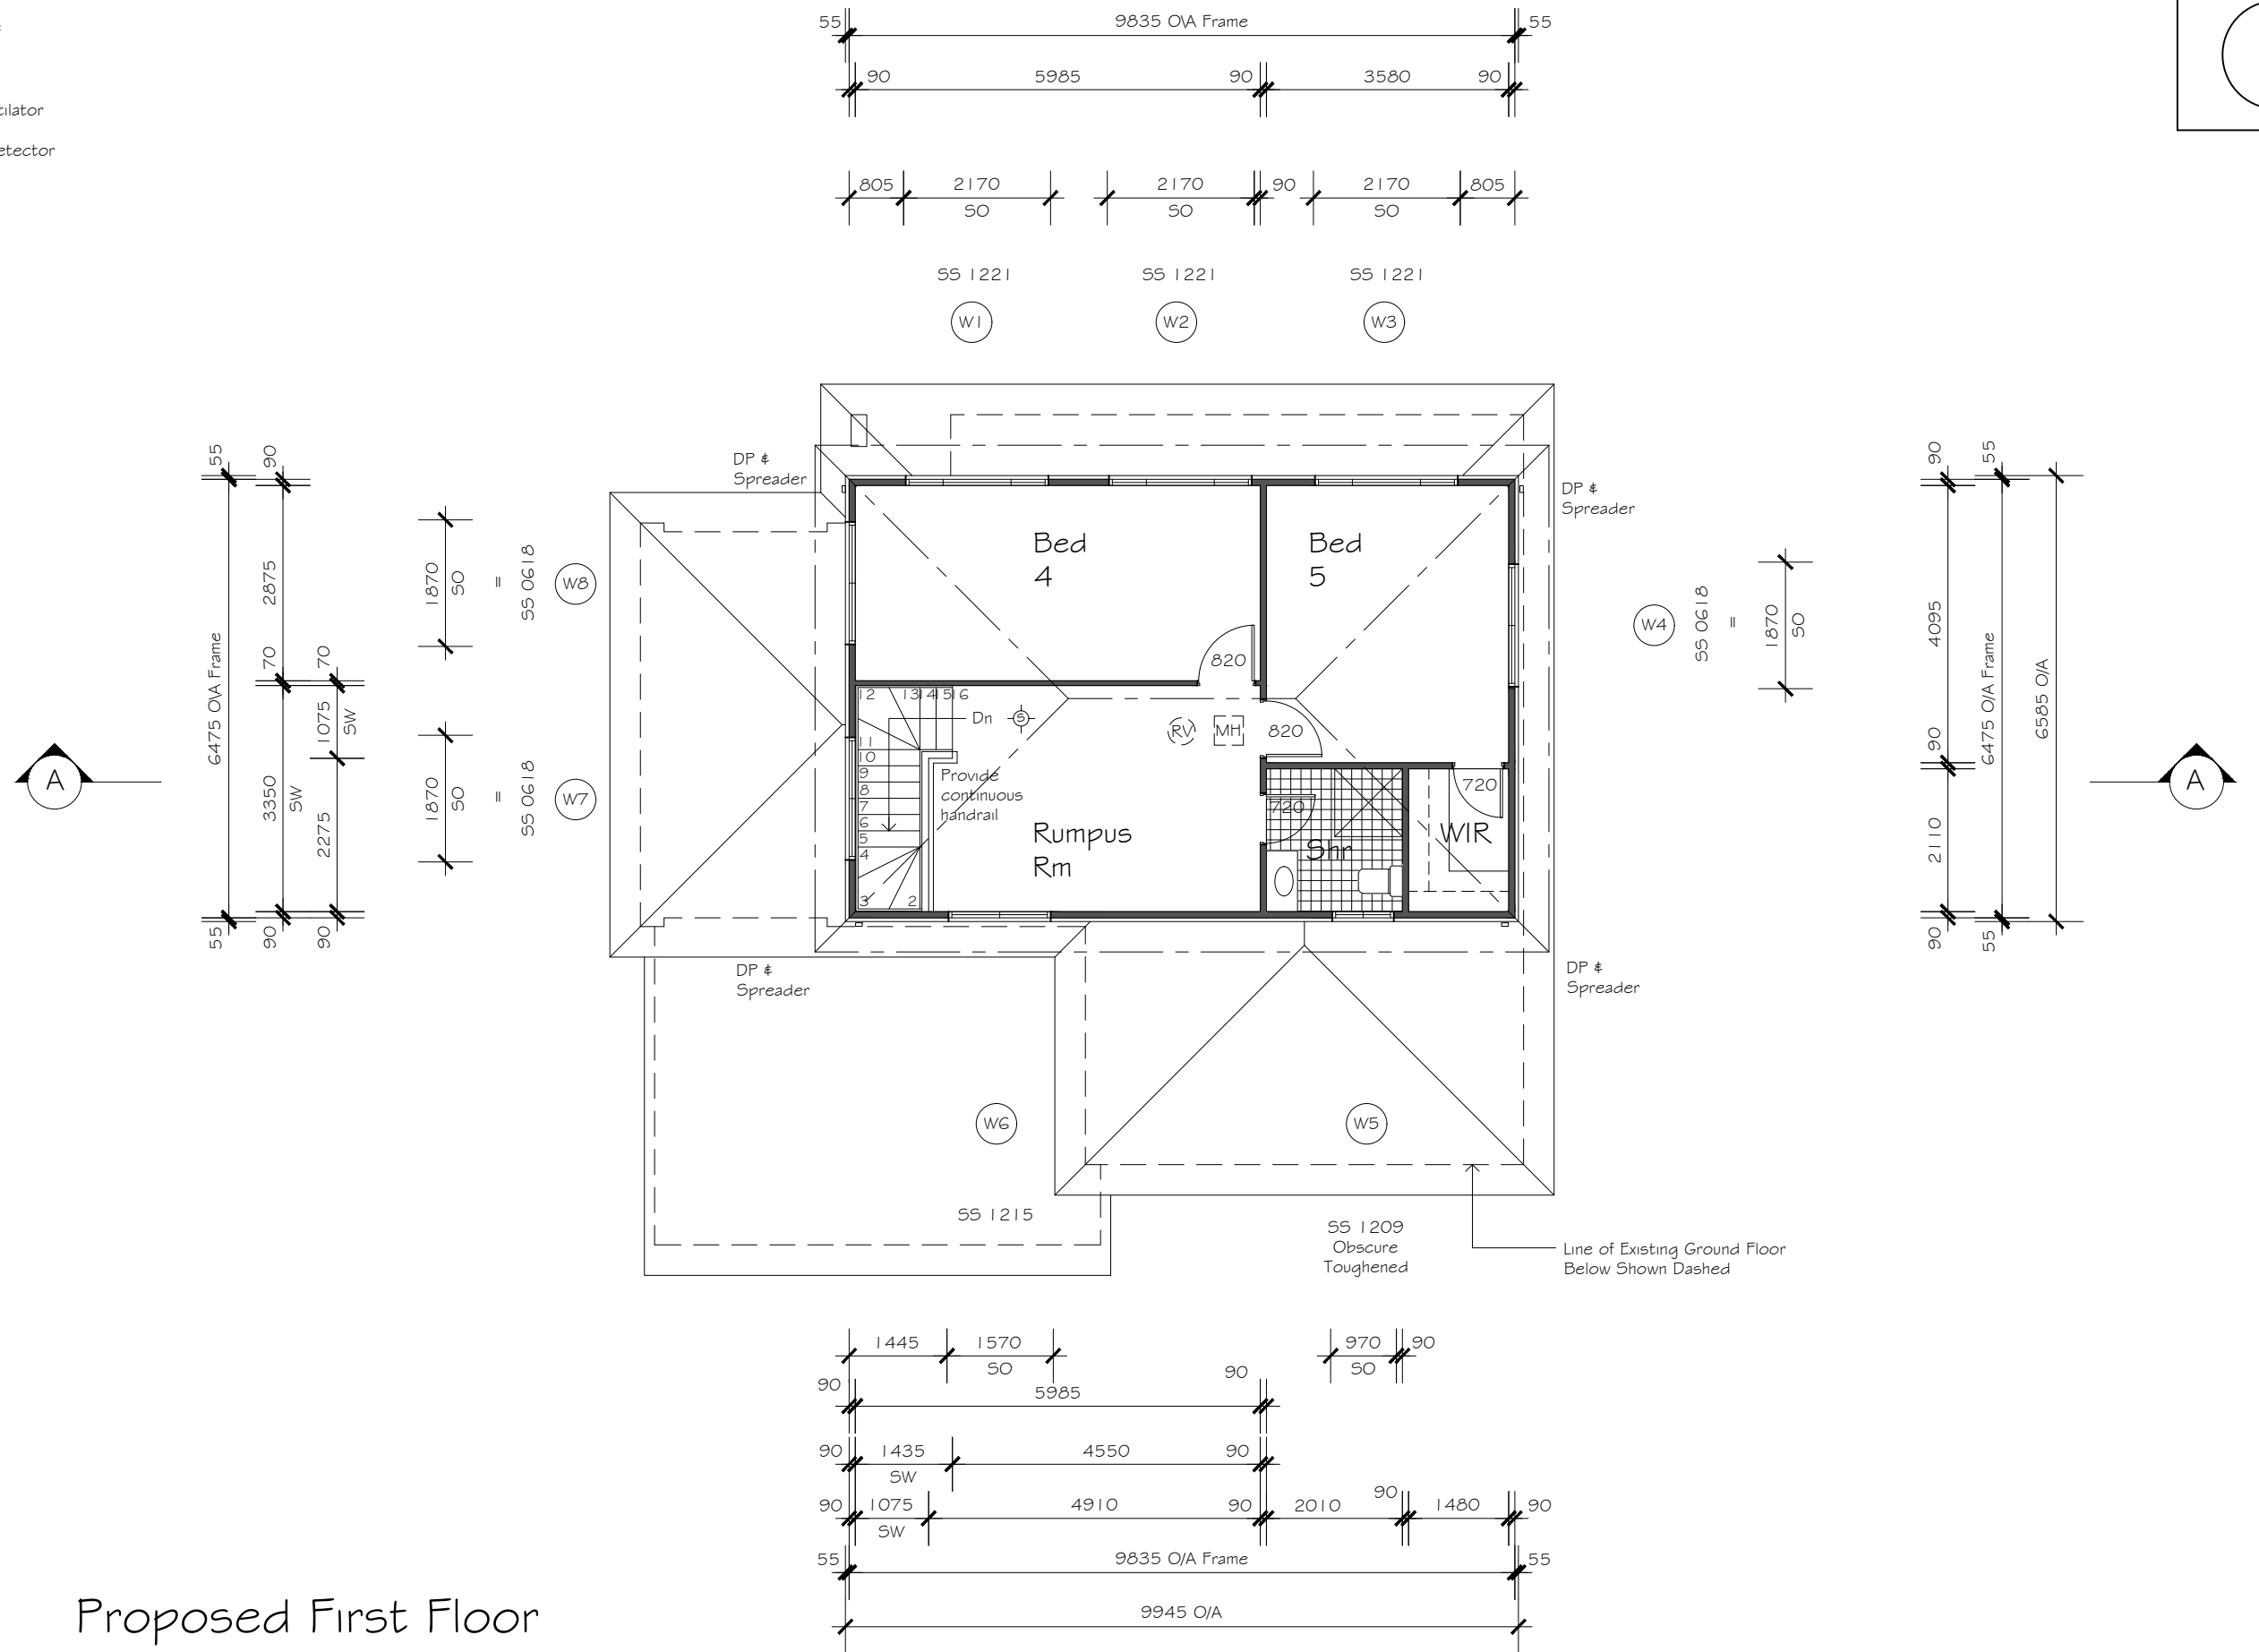 55
9835 O\A Frame
55
90
5985
90
3580
90
805
2170
SO
2170
SO
90
2170
SO
805
SS 1221
SS 1221
SS 1221
W1
W2
W3
DP &
Spreader
DP &
Spreader
55
6475 O\A Frame
55
90
2875
70
3350
SW
90
70
1075
SW
2275
90
1870
SO
=
SS 0618
W8
1870
SO
=
SS 0618
W7
A
Bed
4
Bed
5
820
820
720
720
12
13
14
15
16
11
10
9
8
7
6
5
4
3
2
Dn
S
RV
MH
Provide
continuous
handrail
Rumpus
Rm
Shr
WIR
W4
SS 0618
=
1870
SO
90
4095
90
2110
90
55
6475 O/A Frame
55
6585 O/A
A
DP &
Spreader
DP &
Spreader
W6
W5
SS 1215
SS 1209
Obscure
Toughened
Line of Existing Ground Floor
Below Shown Dashed
1445
1570
SO
970
SO
90
90
5985
90
90
1435
SW
4550
90
90
1075
SW
4910
90
2010
90
1480
90
55
9835 O/A Frame
55
9945 O/A
Proposed First Floor